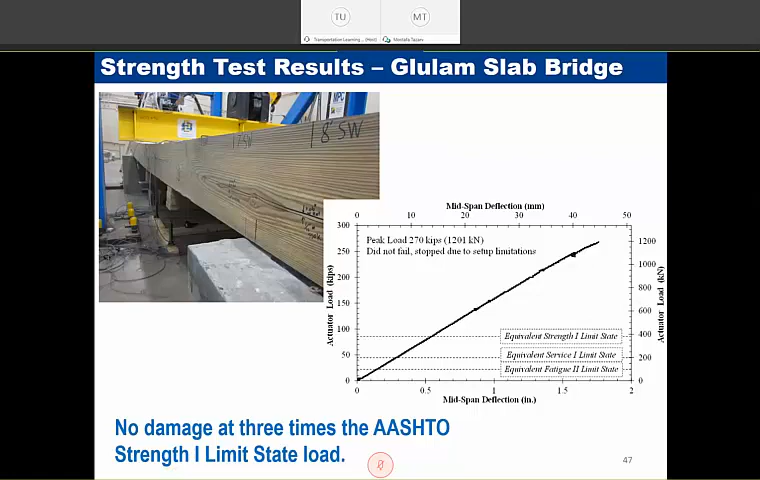 TU
MT
Transportation Learning ... (Host)
Mostafa Tazarv
Strength Test Results – Glulam Slab Bridge
MPC
8' SW
Mid-Span Deflection (mm)
0 10 20 30 40 50
Peak Load 270 kips (1201 kN)
Did not fail, stopped due to setup limitations
Actuator Load (kips)
300
250
200
150
100
50
0
Actuator Load (kN)
1200
1000
800
600
400
200
0
Equivalent Strength I Limit State
Equivalent Service I Limit State
Equivalent Fatigue II Limit State
0 0.5 1 1.5 2
Mid-Span Deflection (in.)
No damage at three times the AASHTO
Strength I Limit State load.
47